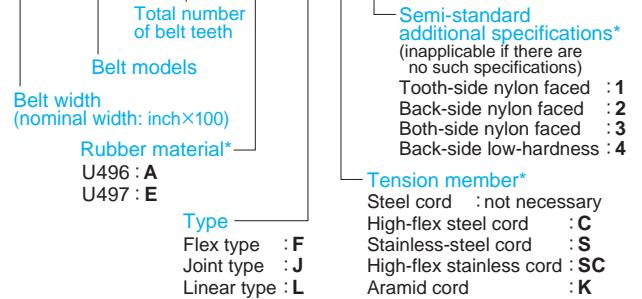 Total number
of belt teeth
Belt models
Belt width
(nominal width: inch×100)
Rubber material*
U496 : A
U497 : E
Type
Flex type : F
Joint type : J
Linear type : L
Semi-standard
additional specifications*
(inapplicable if there are
no such specifications)
Tooth-side nylon faced : 1
Back-side nylon faced : 2
Both-side nylon faced : 3
Back-side low-hardness : 4
Tension member*
Steel cord : not necessary
High-flex steel cord : C
Stainless-steel cord : S
High-flex stainless cord : SC
Aramid cord : K